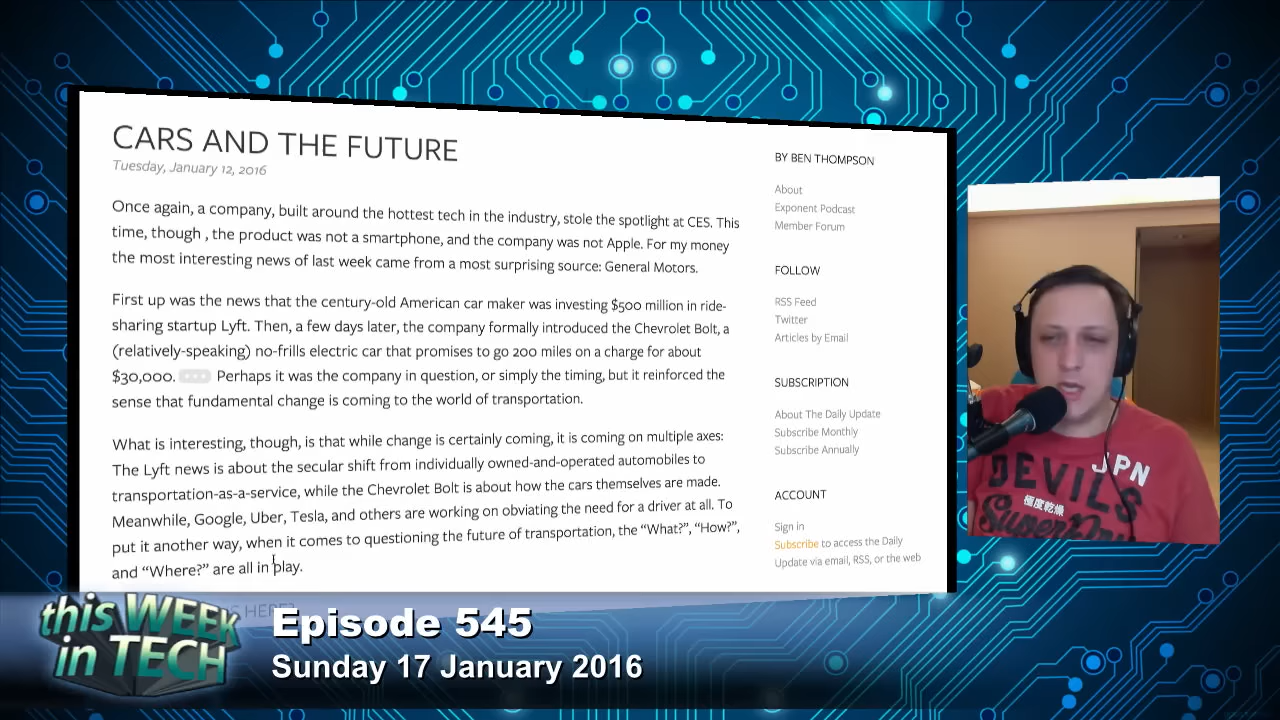 CARS AND THE FUTURE
Tuesday, January 12, 2016
Once again, a company, built around the hottest tech in the industry, stole the spotlight at CES. This
time, though , the product was not a smartphone, and the company was not Apple. For my money
the most interesting news of last week came from a most surprising source: General Motors.
First up was the news that the century-old American car maker was investing $500 million in ride-
sharing startup Lyft. Then, a few days later, the company formally introduced the Chevrolet Bolt, a
(relatively-speaking) no-frills electric car that promises to go 200 miles on a charge for about
$30,000. ••• Perhaps it was the company in question, or simply the timing, but it reinforced the
sense that fundamental change is coming to the world of transportation.
What is interesting, though, is that while change is certainly coming, it is coming on multiple axes:
The Lyft news is about the secular shift from individually owned-and-operated automobiles to
transportation-as-a-service, while the Chevrolet Bolt is about how the cars themselves are made.
Meanwhile, Google, Uber, Tesla, and others are working on obviating the need for a driver at all. To
put it another way, when it comes to questioning the future of transportation, the “What?”, “How?”,
and “Where?” are all in play.
BY BEN THOMPSON
About
Exponent Podcast
Member Forum
FOLLOW
RSS Feed
Twitter
Articles by Email
SUBSCRIPTION
About The Daily Update
Subscribe Monthly
Subscribe Annually
ACCOUNT
Sign in
Subscribe to access the Daily
Update via email, RSS, or the web
JPN
DEVILS
極度乾燥
HERE
this WEEK
in TECH
Episode 545
Sunday 17 January 2016